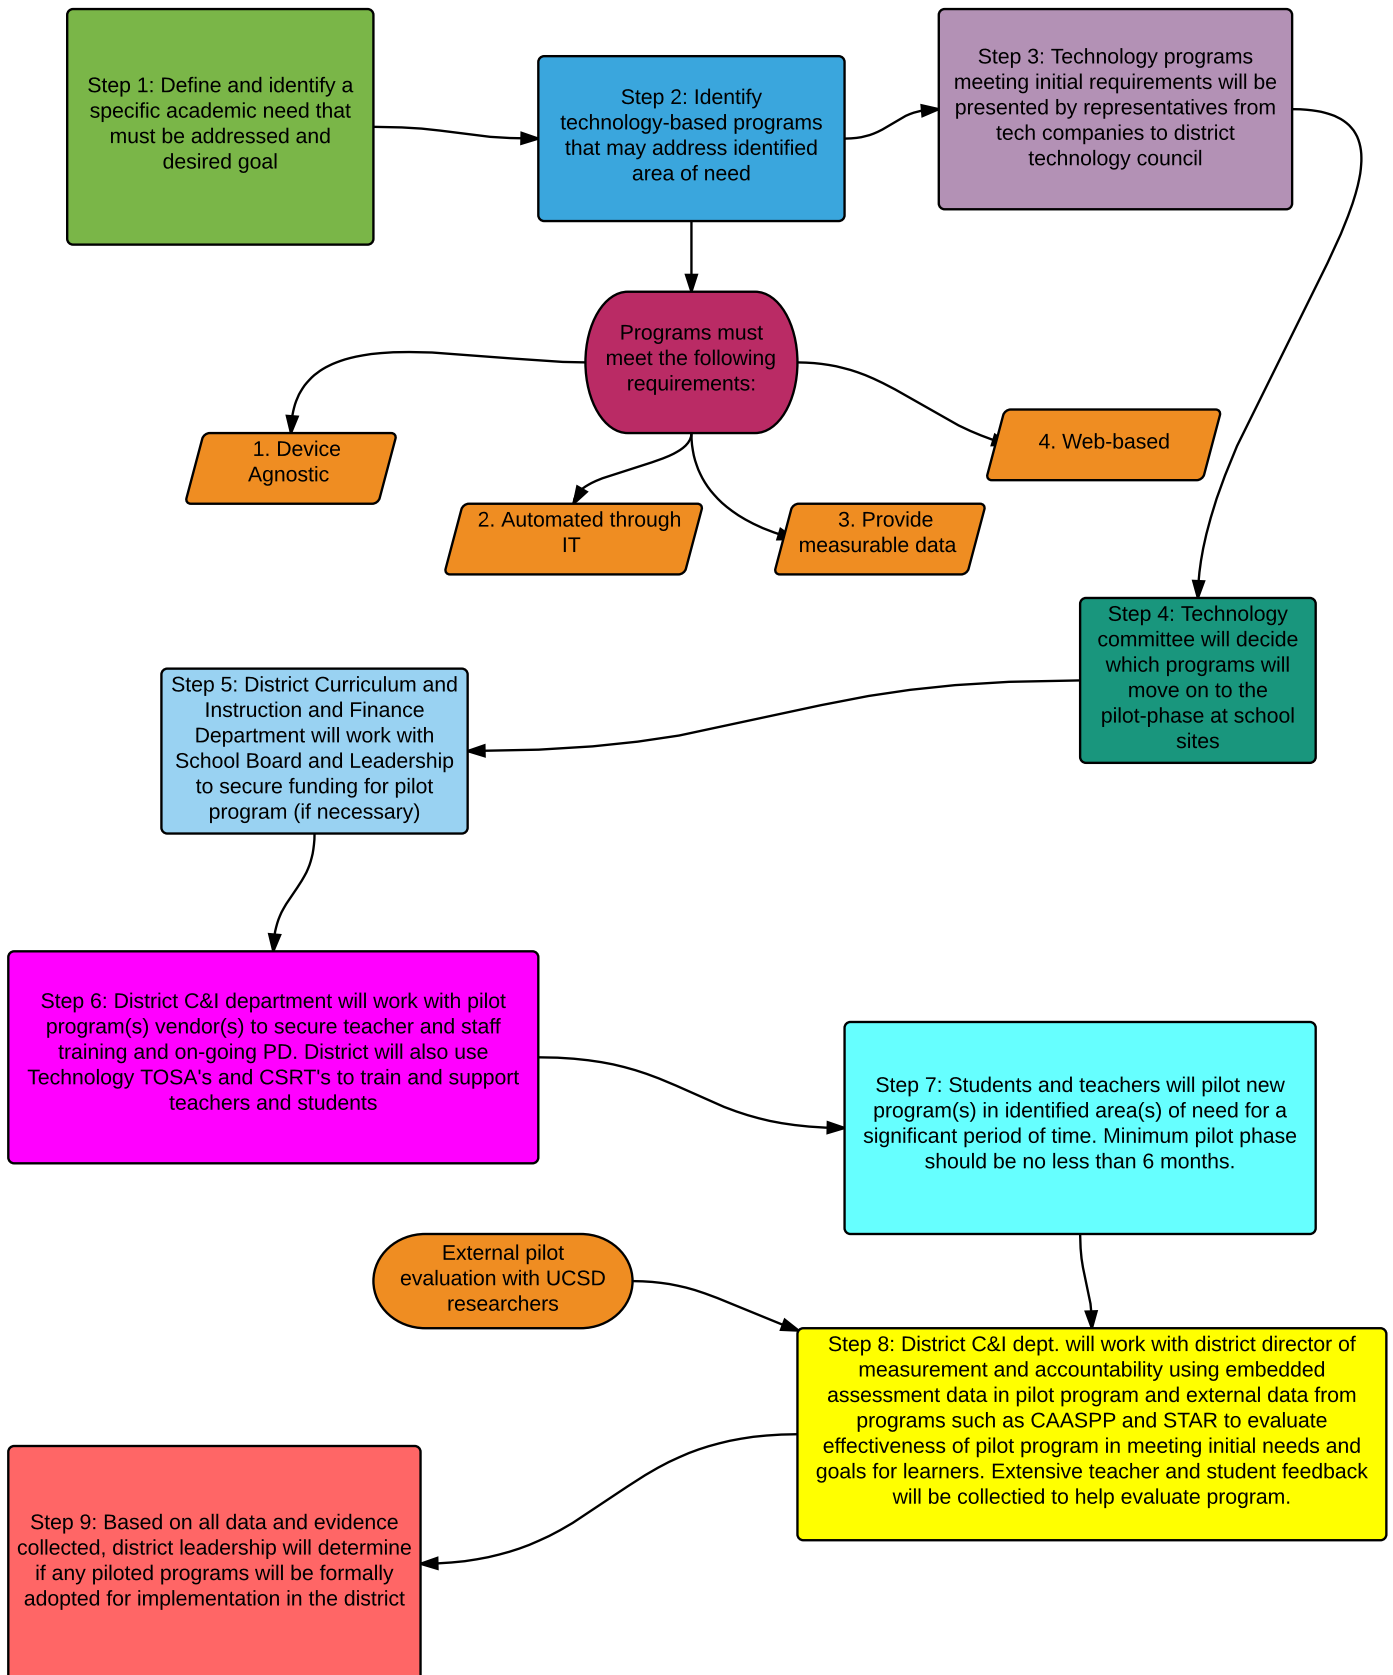 Step 1: Define and identify a
specific academic need that
must be addressed and
desired goal
Step 2: Identify
technology-based programs
that may address identified
area of need
Step 3: Technology programs
meeting initial requirements will be
presented by representatives from
tech companies to district
technology council
Programs must
meet the following
requirements:
1. Device
Agnostic
2. Automated through
IT
3. Provide
measurable data
4. Web-based
Step 4: Technology
committee will decide
which programs will
move on to the
pilot-phase at school
sites
Step 5: District Curriculum and
Instruction and Finance
Department will work with
School Board and Leadership
to secure funding for pilot
program (if necessary)
Step 6: District C&I department will work with pilot
program(s) vendor(s) to secure teacher and staff
training and on-going PD. District will also use
Technology TOSA's and CSRT's to train and support
teachers and students
Step 7: Students and teachers will pilot new
program(s) in identified area(s) of need for a
significant period of time. Minimum pilot phase
should be no less than 6 months.
External pilot
evaluation with UCSD
researchers
Step 8: District C&I dept. will work with district director of
measurement and accountability using embedded
assessment data in pilot program and external data from
programs such as CAASPP and STAR to evaluate
effectiveness of pilot program in meeting initial needs and
goals for learners. Extensive teacher and student feedback
will be collectied to help evaluate program.
Step 9: Based on all data and evidence
collected, district leadership will determine
if any piloted programs will be formally
adopted for implementation in the district